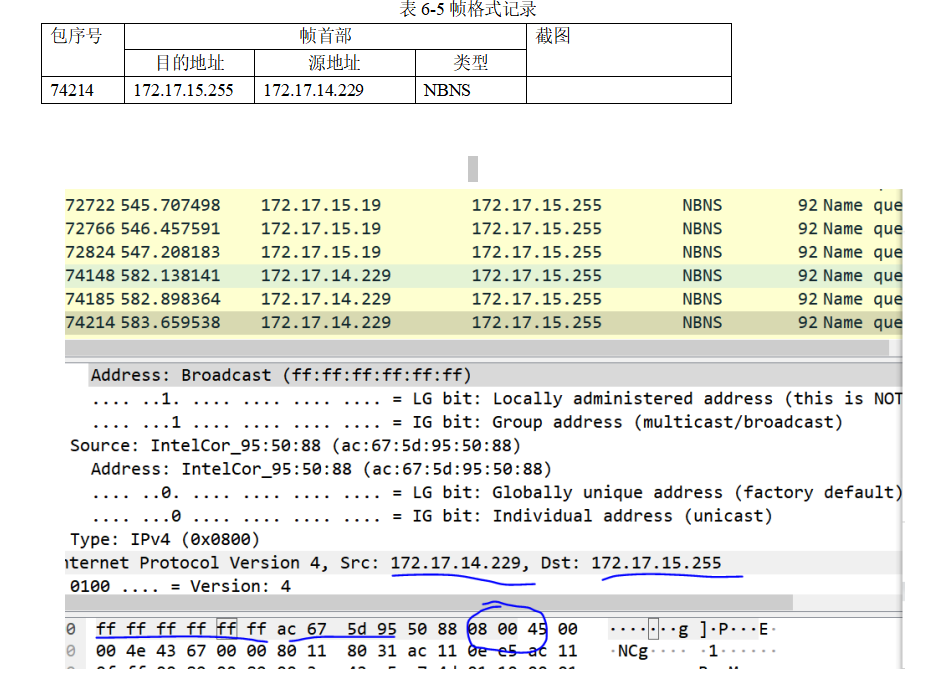 表 6-5 帧格式记录
包序号 帧首部 截图
目的地址 源地址 类型
74214 172.17.15.255 172.17.14.229 NBNS
72722 545.707498 172.17.15.19 172.17.15.255 NBNS 92 Name que
72766 546.457591 172.17.15.19 172.17.15.255 NBNS 92 Name que
72824 547.208183 172.17.15.19 172.17.15.255 NBNS 92 Name que
74148 582.138141 172.17.14.229 172.17.15.255 NBNS 92 Name que
74185 582.898364 172.17.14.229 172.17.15.255 NBNS 92 Name que
74214 583.659538 172.17.14.229 172.17.15.255 NBNS 92 Name que
Address: Broadcast (ff:ff:ff:ff:ff:ff)
.... ..1. .... .... .... .... = LG bit: Locally administered address (this is NOT
.... ...1 .... .... .... .... = IG bit: Group address (multicast/broadcast)
Source: IntelCor_95:50:88 (ac:67:5d:95:50:88)
Address: IntelCor_95:50:88 (ac:67:5d:95:50:88)
.... ..0. .... .... .... .... = LG bit: Globally unique address (factory default)
.... ...0 .... .... .... .... = IG bit: Individual address (unicast)
Type: IPv4 (0x0800)
nternet Protocol Version 4, Src: 172.17.14.229, Dst: 172.17.15.255
0100 .... = Version: 4
0 ff ff ff ff ff ff ac 67 5d 95 50 88 08 00 45 00 ·······g ]·P···E·
0 00 4e 43 67 00 00 80 11 80 31 ac 11 0e e5 ac 11 ·NCg···· ·1······